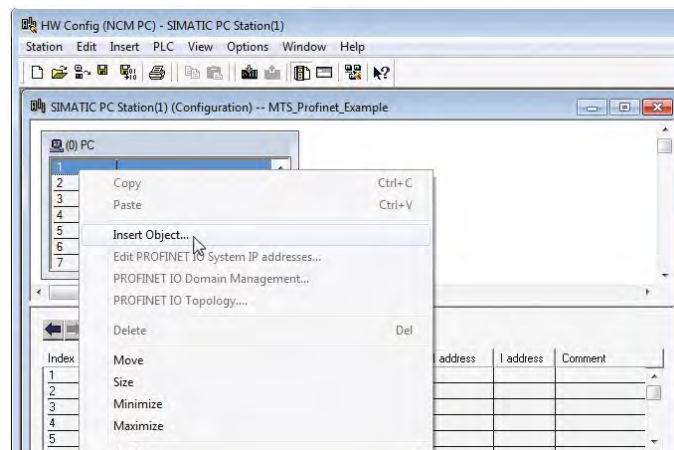 HW Config (NCM PC) - SIMATIC PC Station(1)
Station Edit Insert PLC View Options Window Help
SIMATIC PC Station(1) (Configuration) -- MTS_Profinet_Example
(0) PC
1
2
3
4
5
6
7
Copy Ctrl+C
Paste Ctrl+V
Insert Object...
Edit PROFINET IO System IP addresses...
PROFINET IO Domain Management...
PROFINET IO Topology....
Delete Del
Move
Size
Minimize
Maximize
Index address I address Comment
1
2
3
4
5